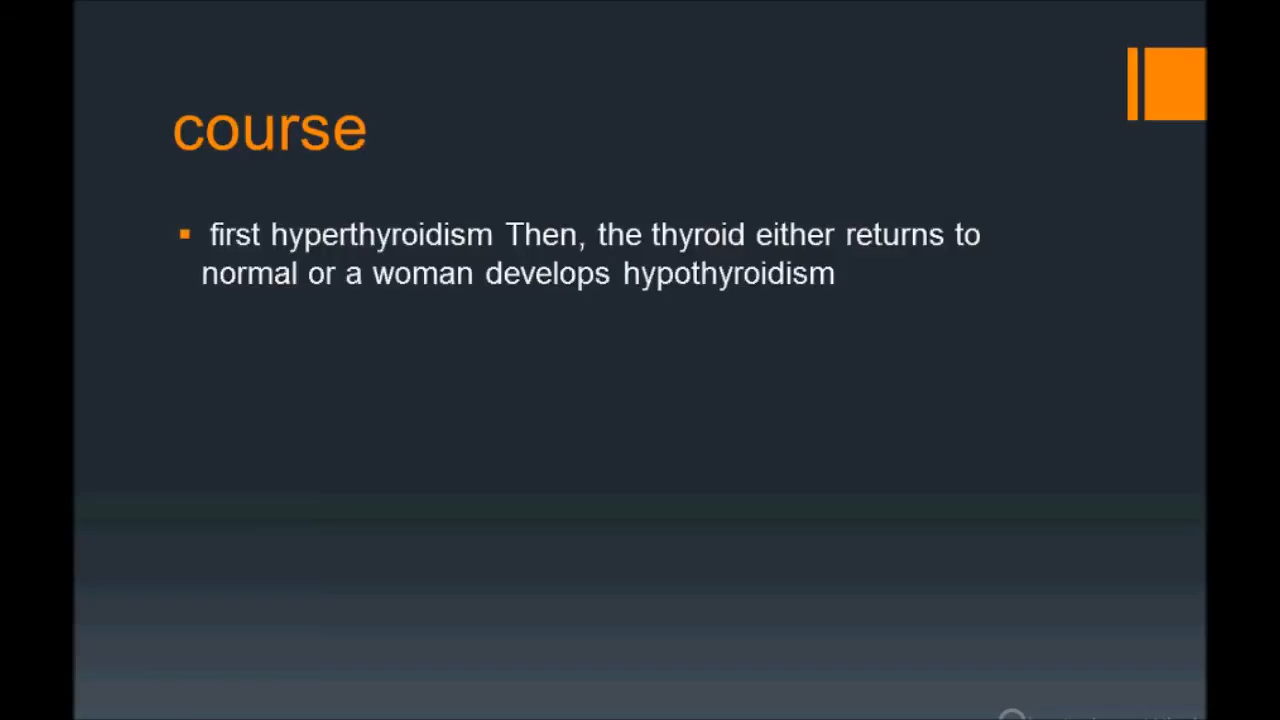 course
first hyperthyroidism Then, the thyroid either returns to
normal or a woman develops hypothyroidism